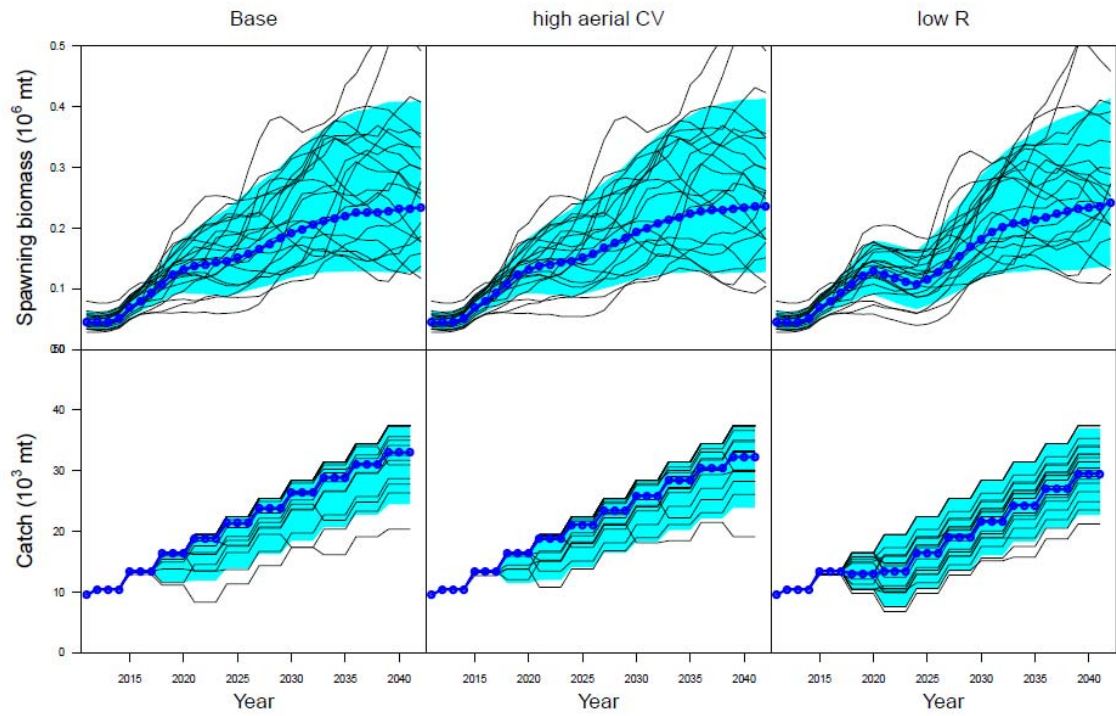 Base high aerial CV low R
Spawning biomass (10⁶ mt)
0.5
0.4
0.3
0.2
0.1
Catch (10³ mt)
40
30
20
10
0
2015 2020 2025 2030 2035 2040 2015 2020 2025 2030 2035 2040 2015 2020 2025 2030 2035 2040
Year Year Year